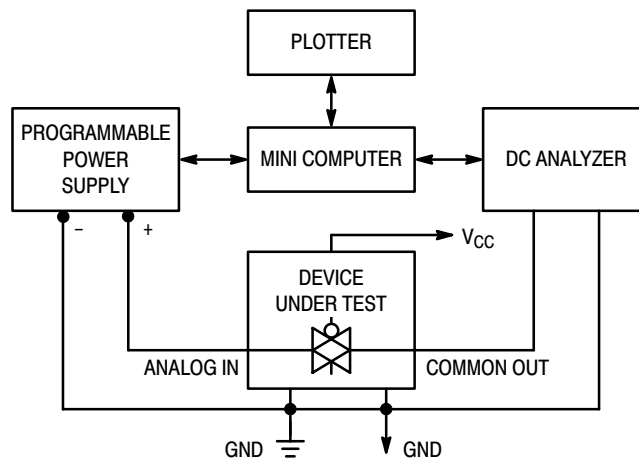 PLOTTER
PROGRAMMABLE
POWER
SUPPLY
MINI COMPUTER
DC ANALYZER
− +
VCC
DEVICE
UNDER TEST
ANALOG IN
COMMON OUT
GND
GND